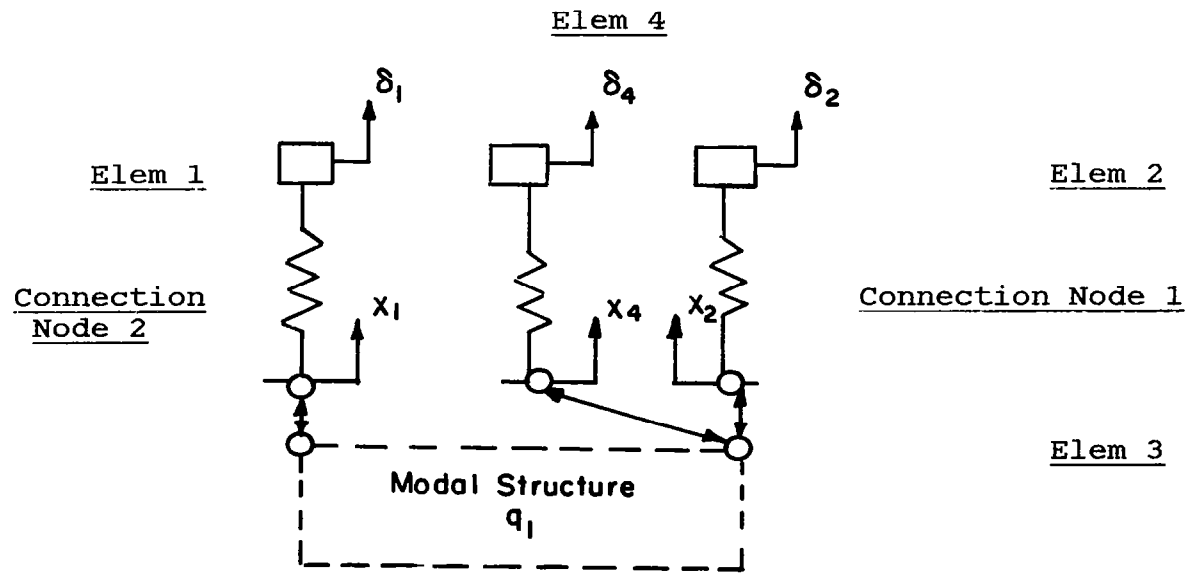 Elem 4
δ₁
δ₄
δ₂
Elem 1
Elem 2
Connection
Node 2
X₁
X₄
X₂
Connection Node 1
Elem 3
Modal Structure
q₁